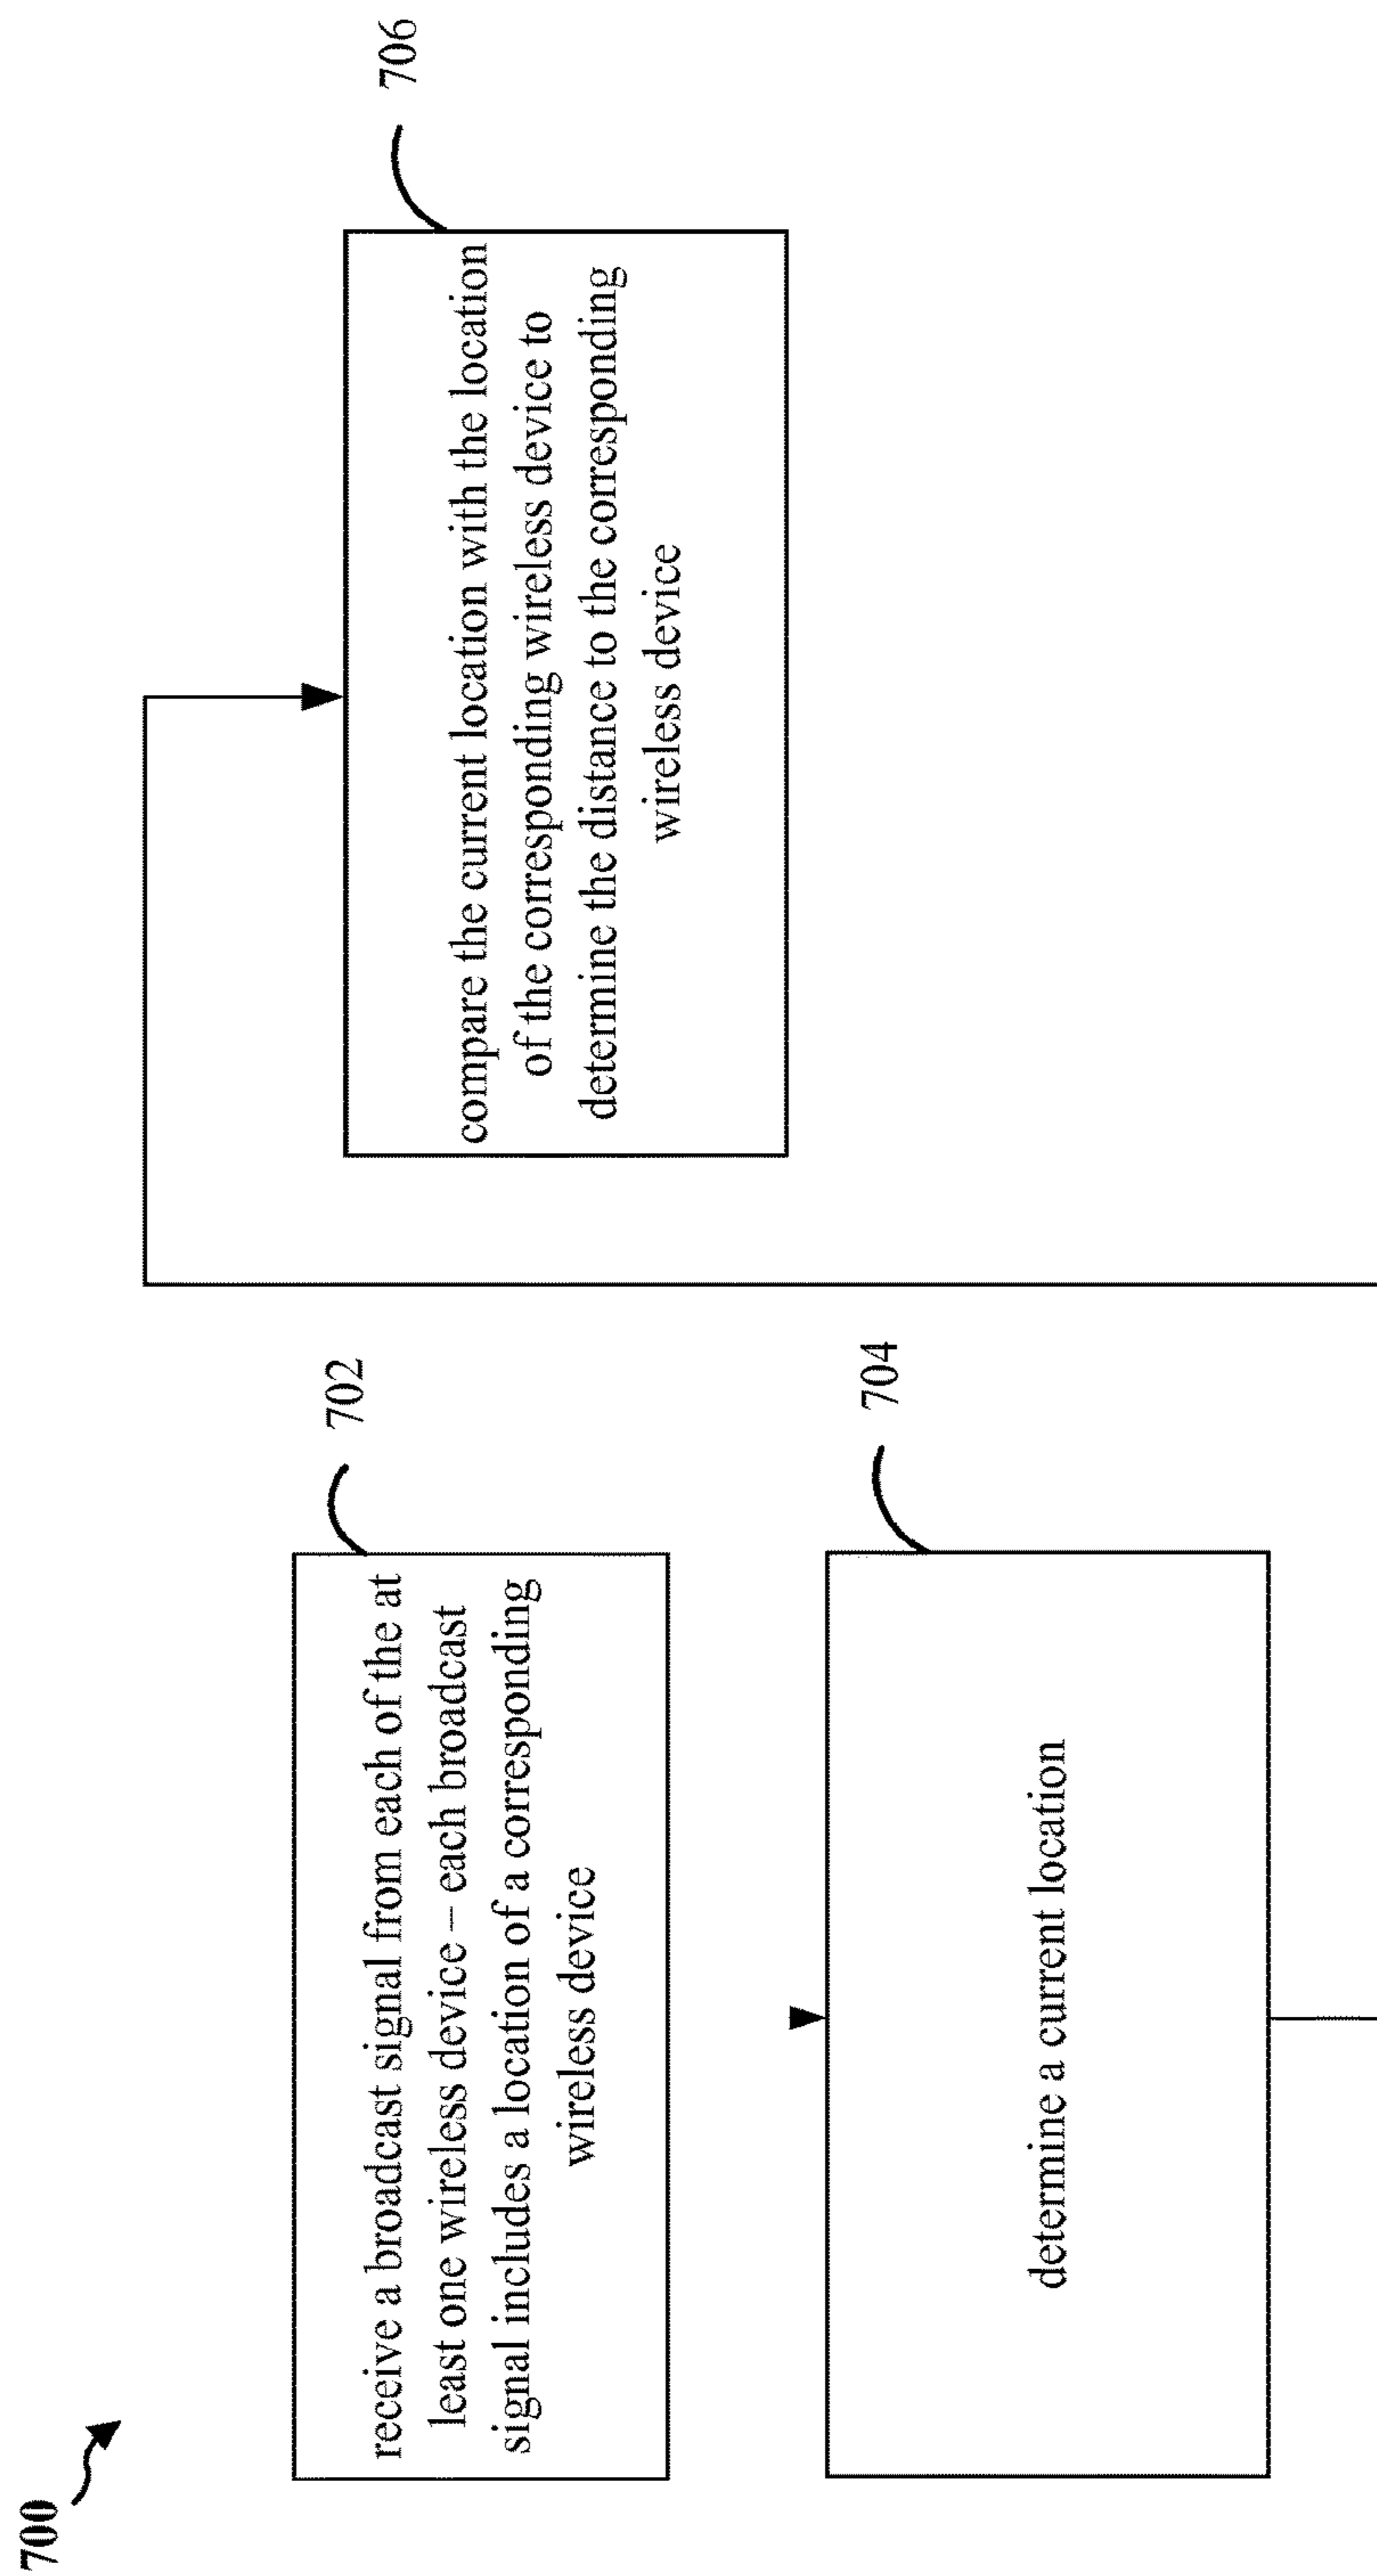 700
702
receive a broadcast signal from each of the at
least one wireless device – each broadcast
signal includes a location of a corresponding
wireless device
704
determine a current location
706
compare the current location with the location
of the corresponding wireless device to
determine the distance to the corresponding
wireless device